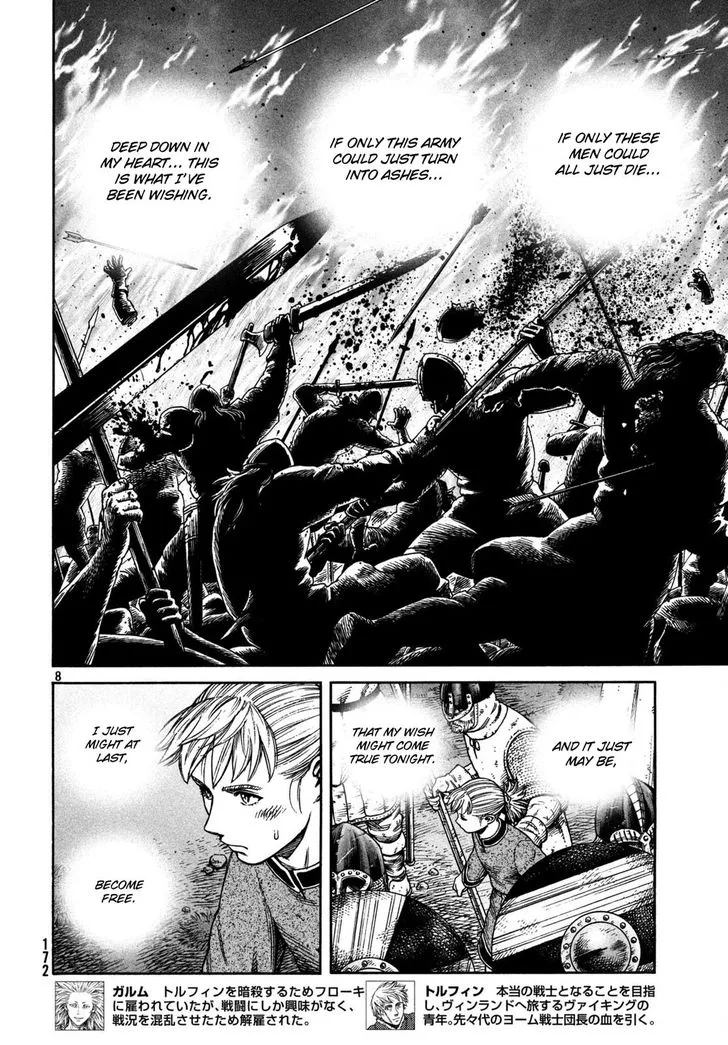 IF ONLY THESE
MEN COULD
ALL JUST DIE...
IF ONLY THIS ARMY
COULD JUST TURN
INTO ASHES...
DEEP DOWN IN
MY HEART... THIS
IS WHAT I'VE
BEEN WISHING.
8
AND IT JUST
MAY BE,
THAT MY WISH
MIGHT COME
TRUE TONIGHT.
I JUST
MIGHT AT
LAST,
BECOME
FREE.
172
ガルム トルフィンを暗殺するためフローキ
に雇われていたが、戦闘にしか興味がなく、
戦況を混乱させたため解雇された。
トルフィン 本当の戦士となることを目指
し、ヴィンランドへ旅するヴァイキングの
青年。先々代のヨーム戦士団長の血を引く。